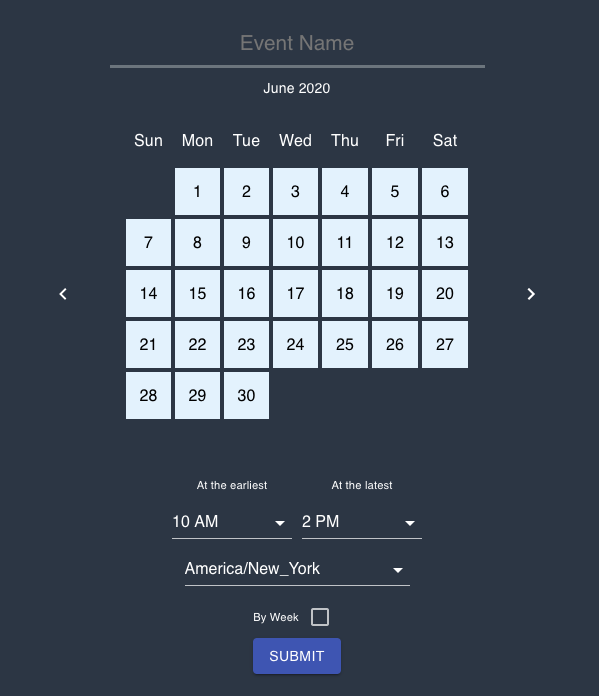 Event Name
June 2020
Sun Mon Tue Wed Thu Fri Sat
1 2 3 4 5 6
7 8 9 10 11 12 13
14 15 16 17 18 19 20
21 22 23 24 25 26 27
28 29 30
At the earliest At the latest
10 AM 2 PM
America/New_York
By Week
SUBMIT